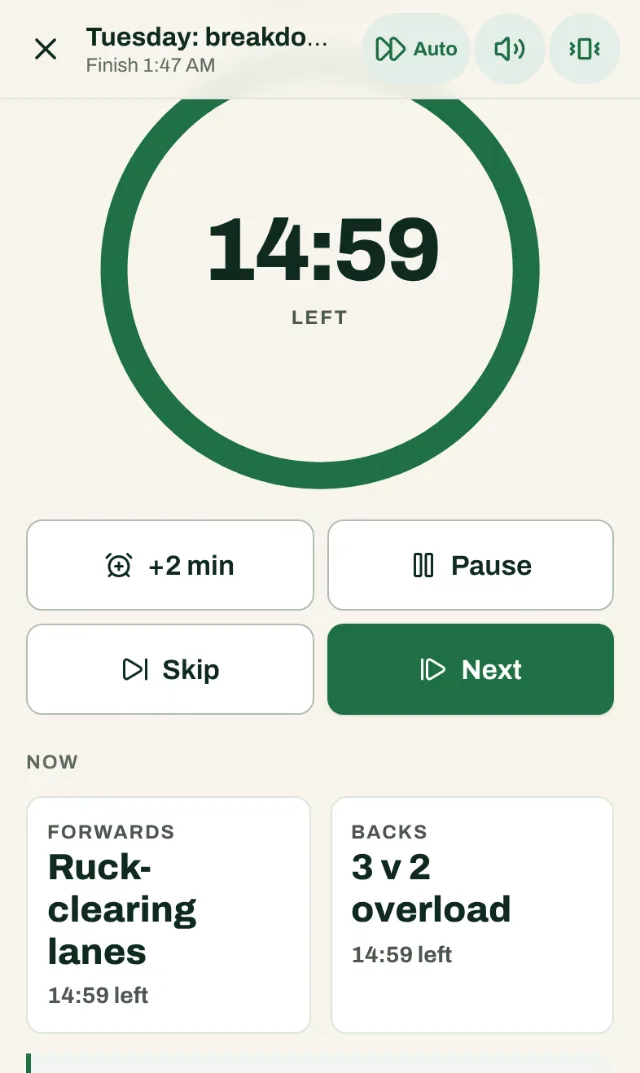 Tuesday: breakdo...
Finish 1:47 AM
Auto
14:59
LEFT
+2 min
Pause
Skip
Next
NOW
FORWARDS
Ruck-
clearing
lanes
14:59 left
BACKS
3 v 2
overload
14:59 left